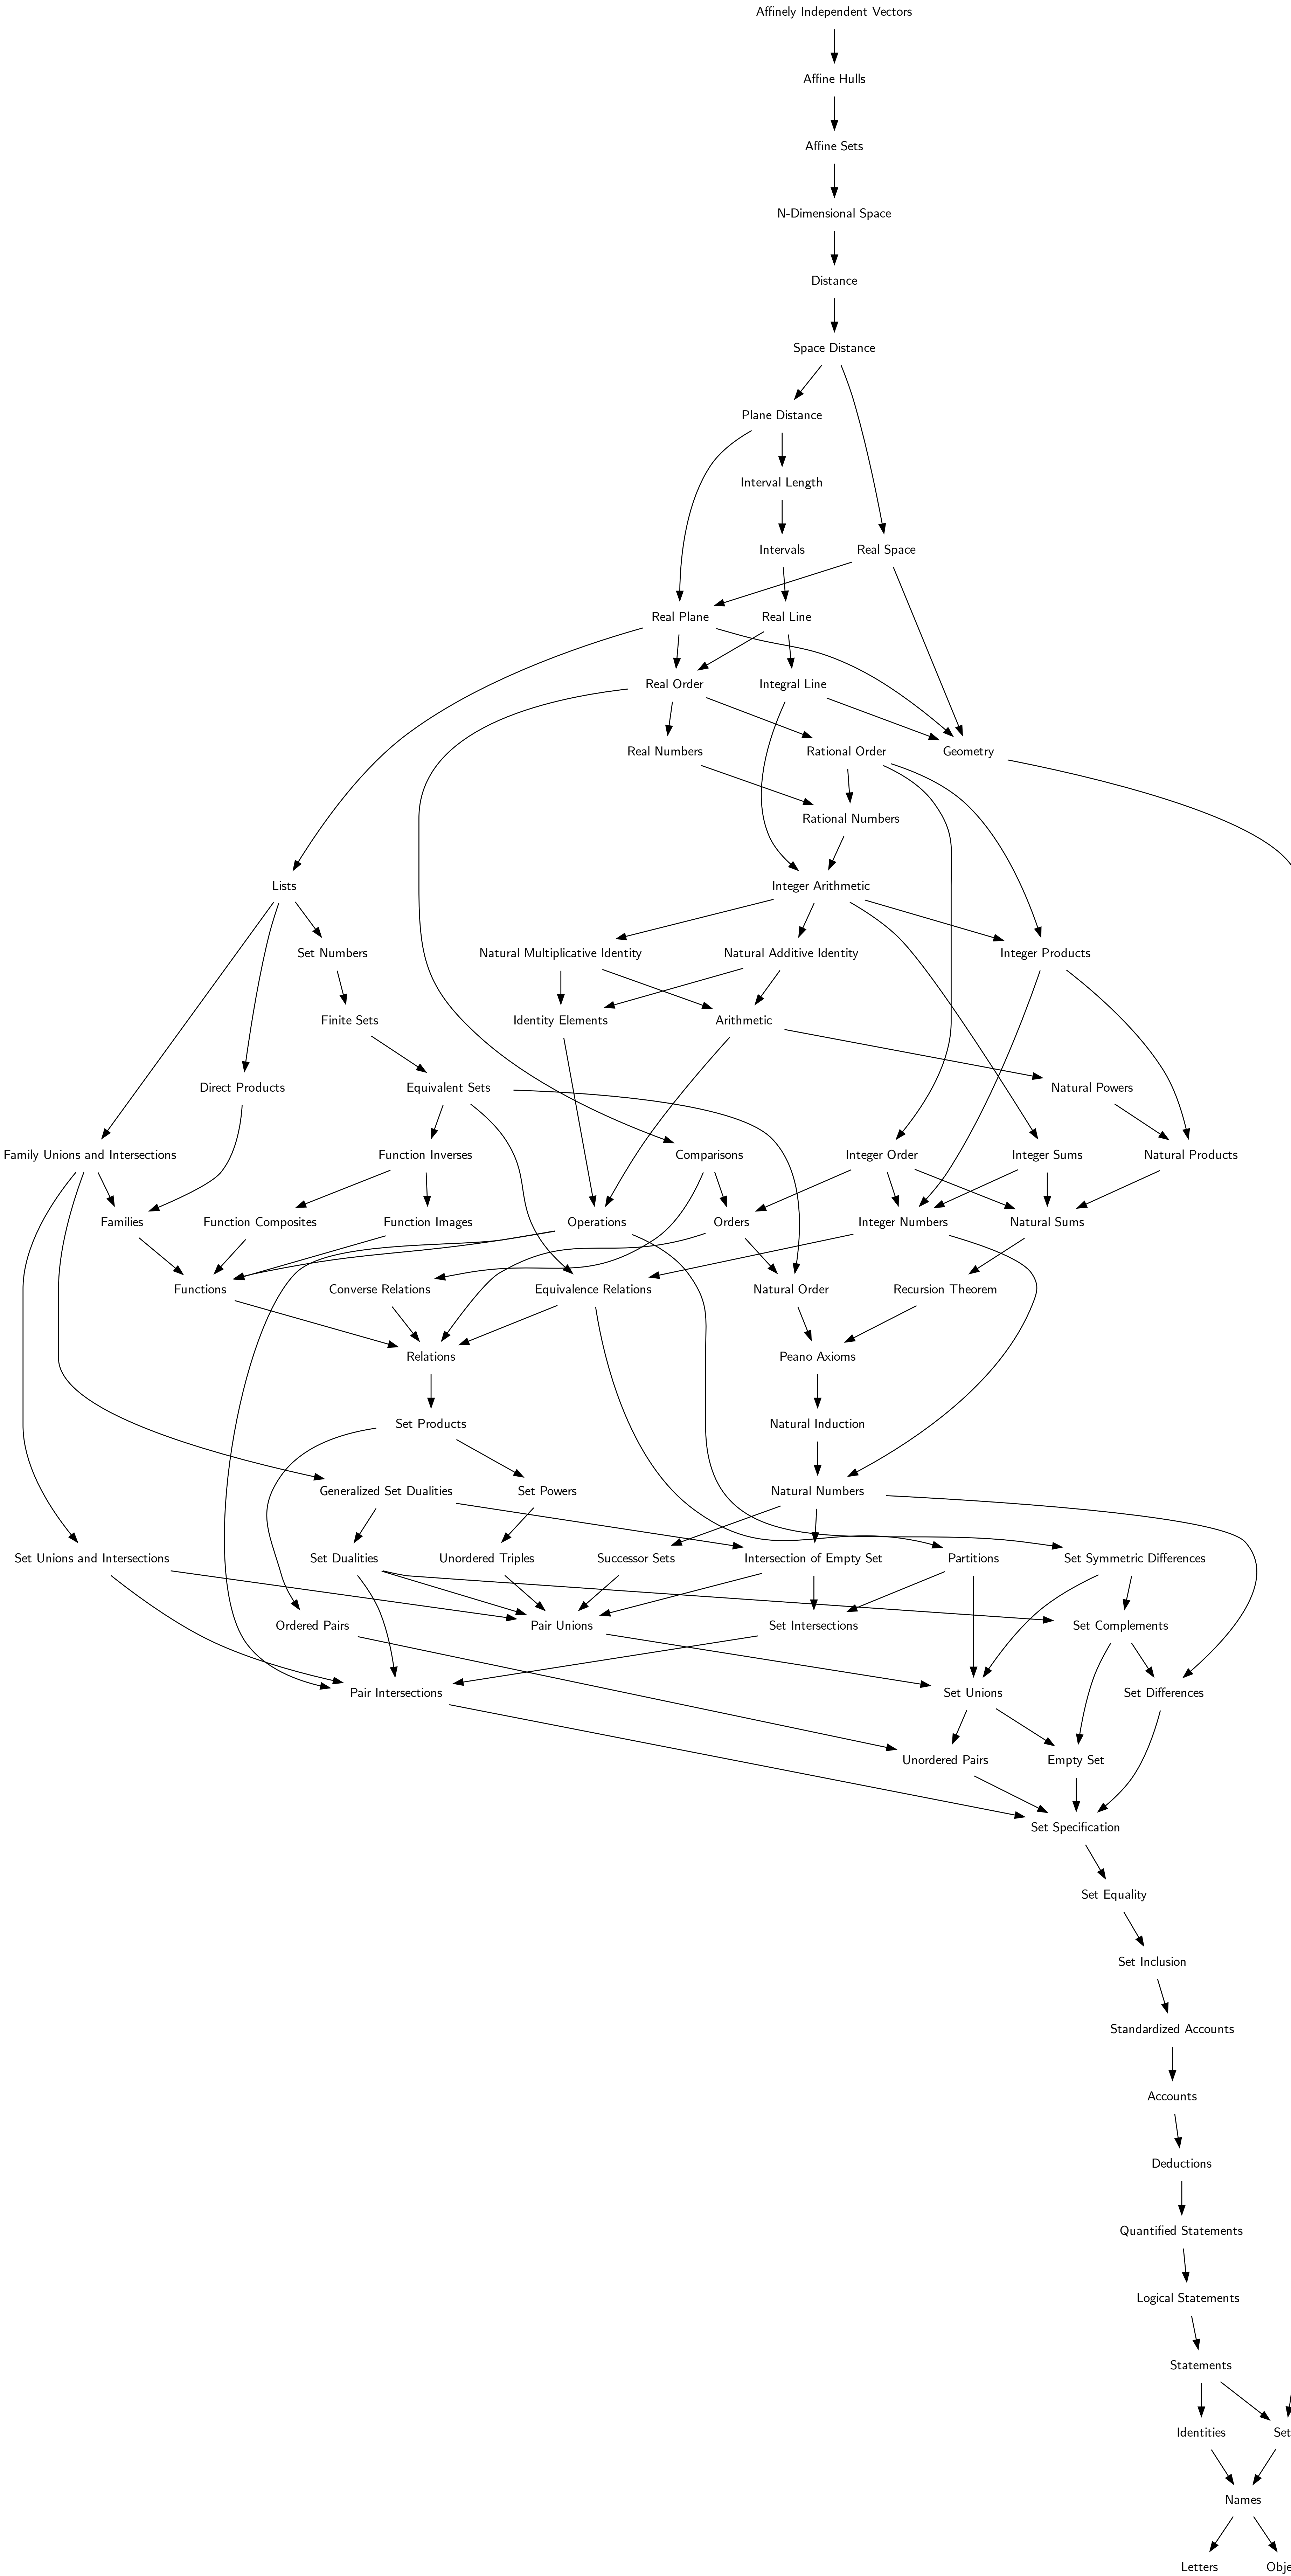 Affinely Independent Vectors
Affine Hulls
Affine Sets
N-Dimensional Space
Distance
Space Distance
Plane Distance
Interval Length
Intervals
Real Space
Real Plane
Real Line
Real Order
Integral Line
Real Numbers
Rational Order
Geometry
Rational Numbers
Lists
Integer Arithmetic
Set Numbers
Natural Multiplicative Identity
Natural Additive Identity
Integer Products
Finite Sets
Identity Elements
Arithmetic
Direct Products
Equivalent Sets
Natural Powers
Family Unions and Intersections
Function Inverses
Comparisons
Integer Order
Integer Sums
Natural Products
Families
Function Composites
Function Images
Operations
Orders
Integer Numbers
Natural Sums
Functions
Converse Relations
Equivalence Relations
Natural Order
Recursion Theorem
Relations
Peano Axioms
Set Products
Natural Induction
Generalized Set Dualities
Set Powers
Natural Numbers
Set Unions and Intersections
Set Dualities
Unordered Triples
Successor Sets
Intersection of Empty Set
Partitions
Set Symmetric Differences
Ordered Pairs
Pair Unions
Set Intersections
Set Complements
Pair Intersections
Set Unions
Set Differences
Unordered Pairs
Empty Set
Set Specification
Set Equality
Set Inclusion
Standardized Accounts
Accounts
Deductions
Quantified Statements
Logical Statements
Statements
Identities
Set
Names
Letters
Obje